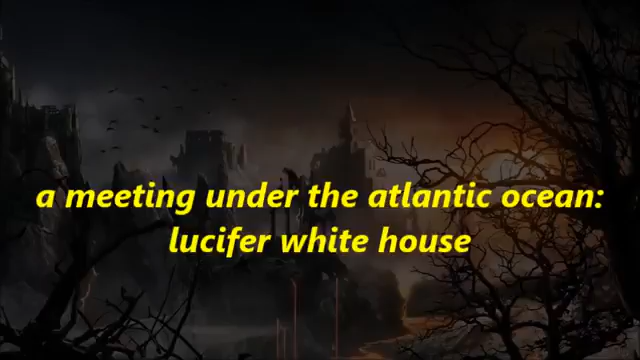 a meeting under the atlantic ocean:
lucifer white house